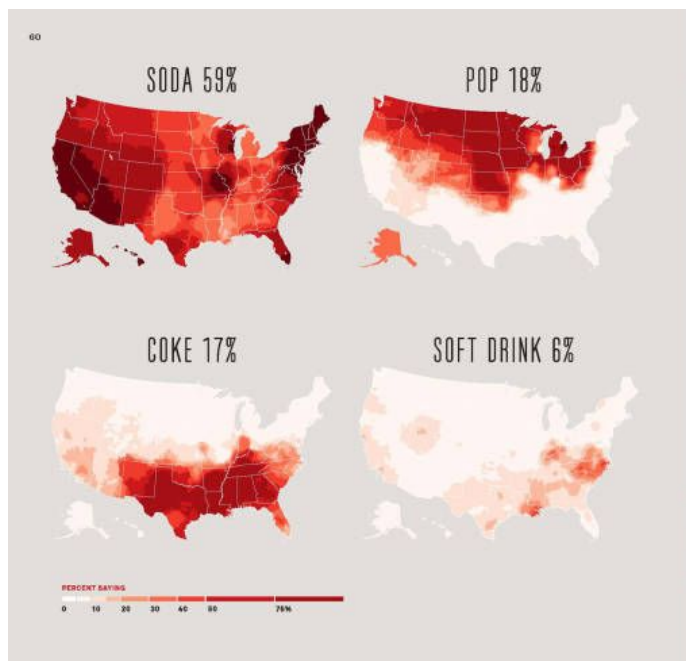 60
SODA 59%
POP 18%
COKE 17%
SOFT DRINK 6%
PERCENT SAYING
0 10 20 30 40 50 75%